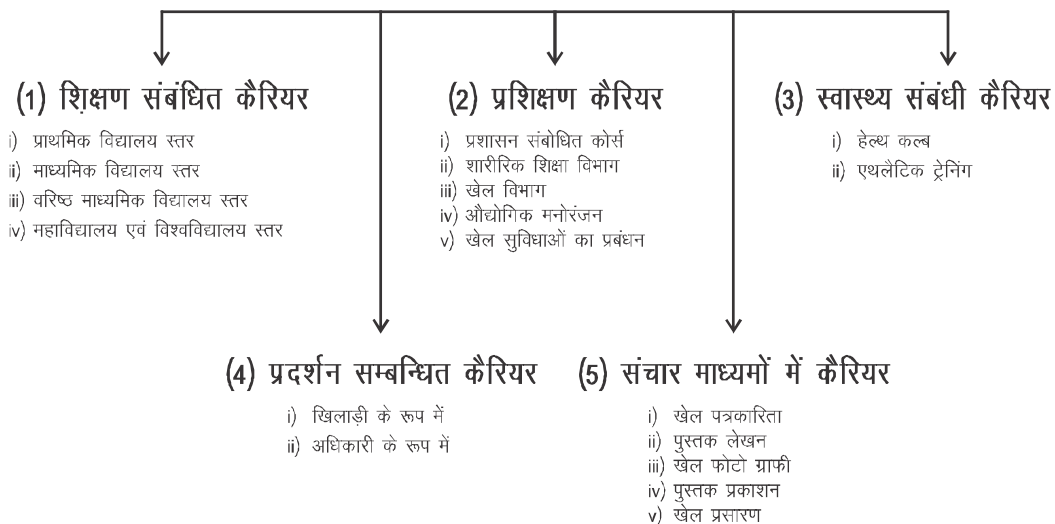 (1) शिक्षण संबंधित कैरियर
i) प्राथमिक विद्यालय स्तर
ii) माध्यमिक विद्यालय स्तर
iii) वरिष्ठ माध्यमिक विद्यालय स्तर
iv) महाविद्यालय एवं विश्वविद्यालय स्तर
(2) प्रशिक्षण कैरियर
i) प्रशासन संबोधित कोर्स
ii) शारीरिक शिक्षा विभाग
iii) खेल विभाग
iv) औद्योगिक मनोरंजन
v) खेल सुविधाओं का प्रबंधन
(3) स्वास्थ्य संबंधी कैरियर
i) हेल्थ कल्ब
ii) एथलैटिक ट्रेनिंग
(4) प्रदर्शन सम्बन्धित कैरियर
i) खिलाड़ी के रूप में
ii) अधिकारी के रूप में
(5) संचार माध्यमों में कैरियर
i) खेल पत्रकारिता
ii) पुस्तक लेखन
iii) खेल फोटो ग्राफी
iv) पुस्तक प्रकाशन
v) खेल प्रसारण